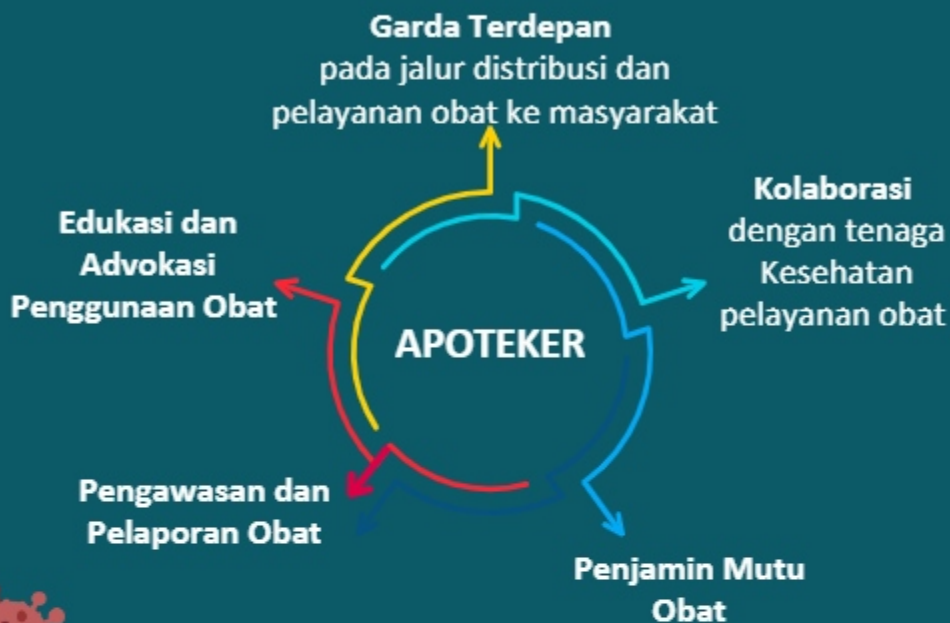 Garda Terdepan
pada jalur distribusi dan
pelayanan obat ke masyarakat
Kolaborasi
dengan tenaga
Kesehatan
pelayanan obat
Edukasi dan
Advokasi
Penggunaan Obat
APOTEKER
Pengawasan dan
Pelaporan Obat
Penjamin Mutu
Obat